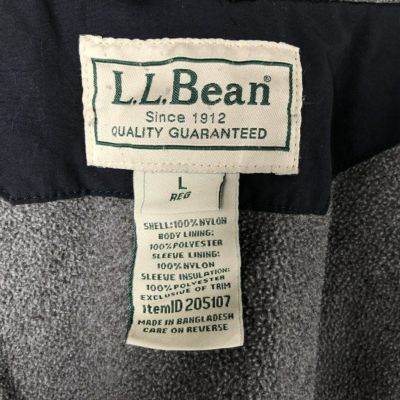 L.L.Bean®
Since 1912
QUALITY GUARANTEED
L
REG
SHELL:100%NYLON
BODY LINING:
100%POLYESTER
SLEEVE LINING:
100%NYLON
SLEEVE INSULATION:
100%POLYESTER
EXCLUSIVE OF TRIM
ItemID 205107
MADE IN BANGLADESH
CARE ON REVERSE